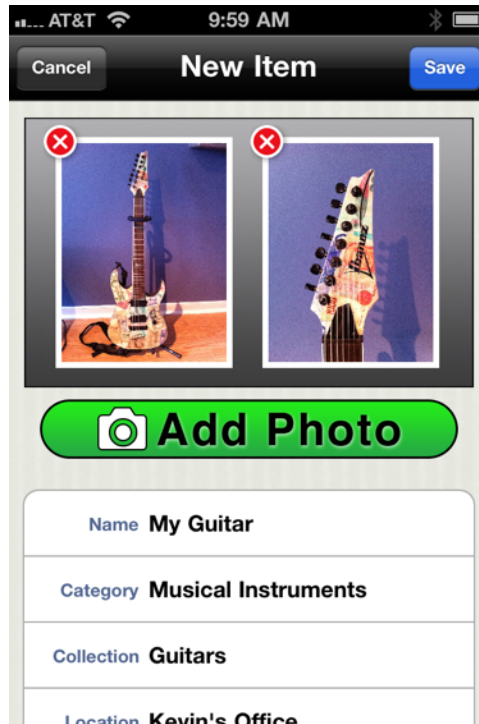 AT&T 9:59 AM
Cancel New Item Save
Ibanez
Add Photo
Name My Guitar
Category Musical Instruments
Collection Guitars
Location Kevin's Office